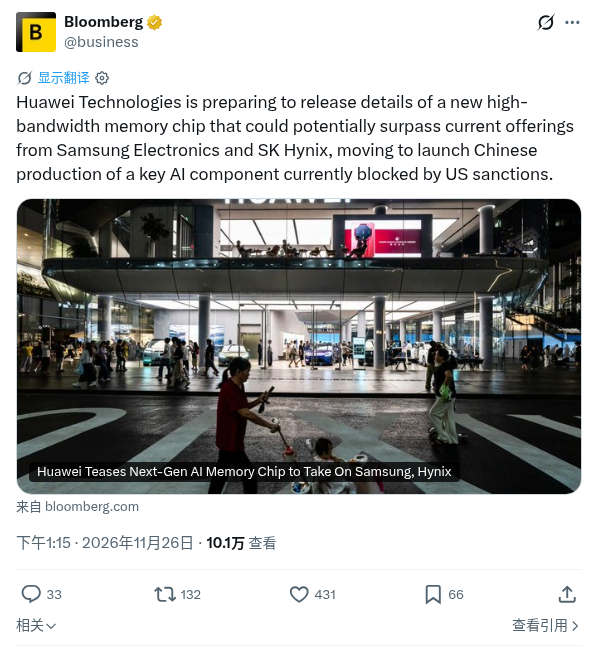 B
Bloomberg
@business
显示翻译
Huawei Technologies is preparing to release details of a new high-
bandwidth memory chip that could potentially surpass current offerings
from Samsung Electronics and SK Hynix, moving to launch Chinese
production of a key AI component currently blocked by US sanctions.
HUAWEI
Huawei Teases Next-Gen AI Memory Chip to Take On Samsung, Hynix
来自 bloomberg.com
下午1:15 · 2026年11月26日 · 10.1万 查看
33 132 431 66
相关
查看引用